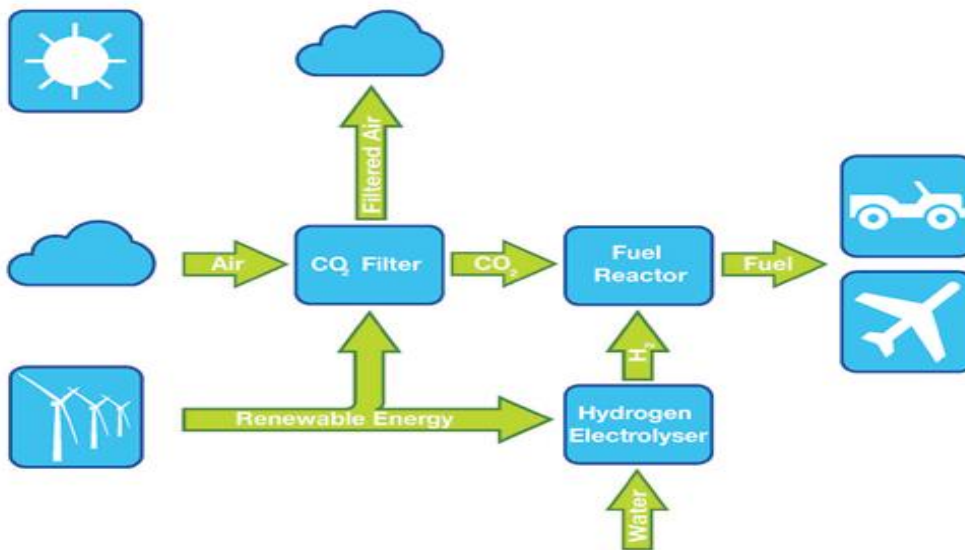 Filtered Air
Air
CO₂ Filter
CO₂
Fuel
Reactor
Fuel
H₂
Renewable Energy
Hydrogen
Electrolyser
Water